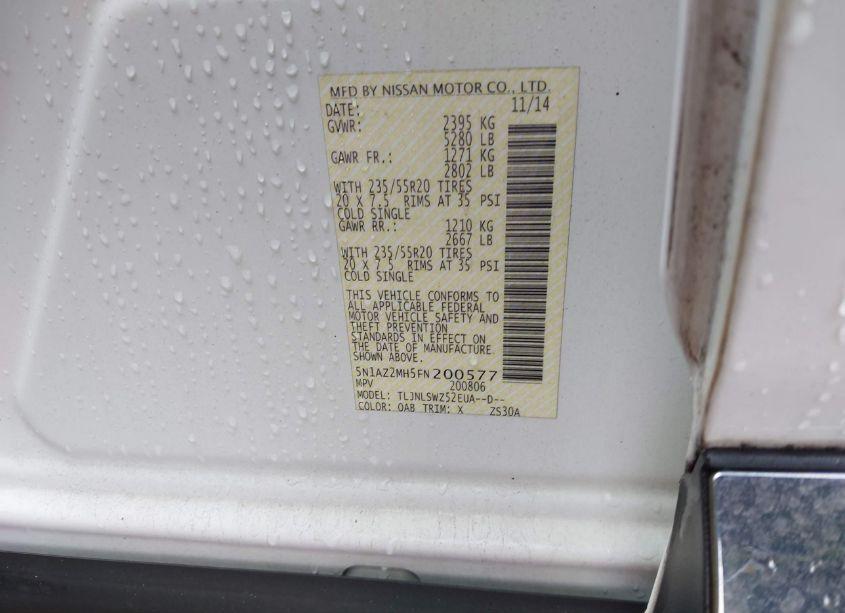 MFD BY NISSAN MOTOR CO., LTD.
DATE: 11/14
GVWR: 2395 KG
5280 LB
GAWR FR.: 1271 KG
2802 LB
WITH 235/55R20 TIRES
20 X 7.5 RIMS AT 35 PSI
COLD SINGLE
GAWR RR.: 1210 KG
2667 LB
WITH 235/55R20 TIRES
20 X 7.5 RIMS AT 35 PSI
COLD SINGLE
THIS VEHICLE CONFORMS TO
ALL APPLICABLE FEDERAL
MOTOR VEHICLE SAFETY AND
THEFT PREVENTION
STANDARDS IN EFFECT ON
THE DATE OF MANUFACTURE
SHOWN ABOVE.
5N1AZ2MH5FN200577
MPV 200806
MODEL: TLJNLSWZ52EUA--D--
COLOR: QAB TRIM: X ZS30A